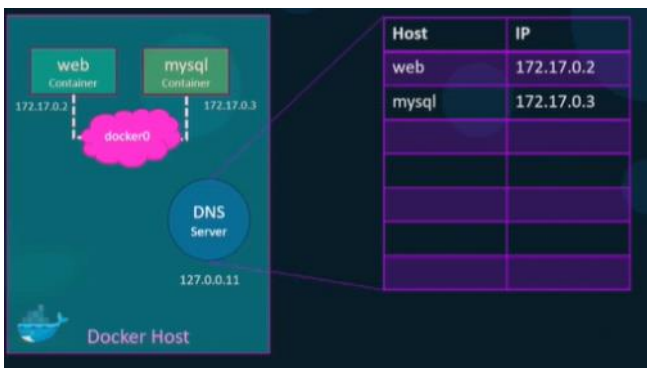 web
Container
172.17.0.2
mysql
Container
172.17.0.3
docker0
DNS
Server
127.0.0.11
Docker Host
Host IP
web 172.17.0.2
mysql 172.17.0.3